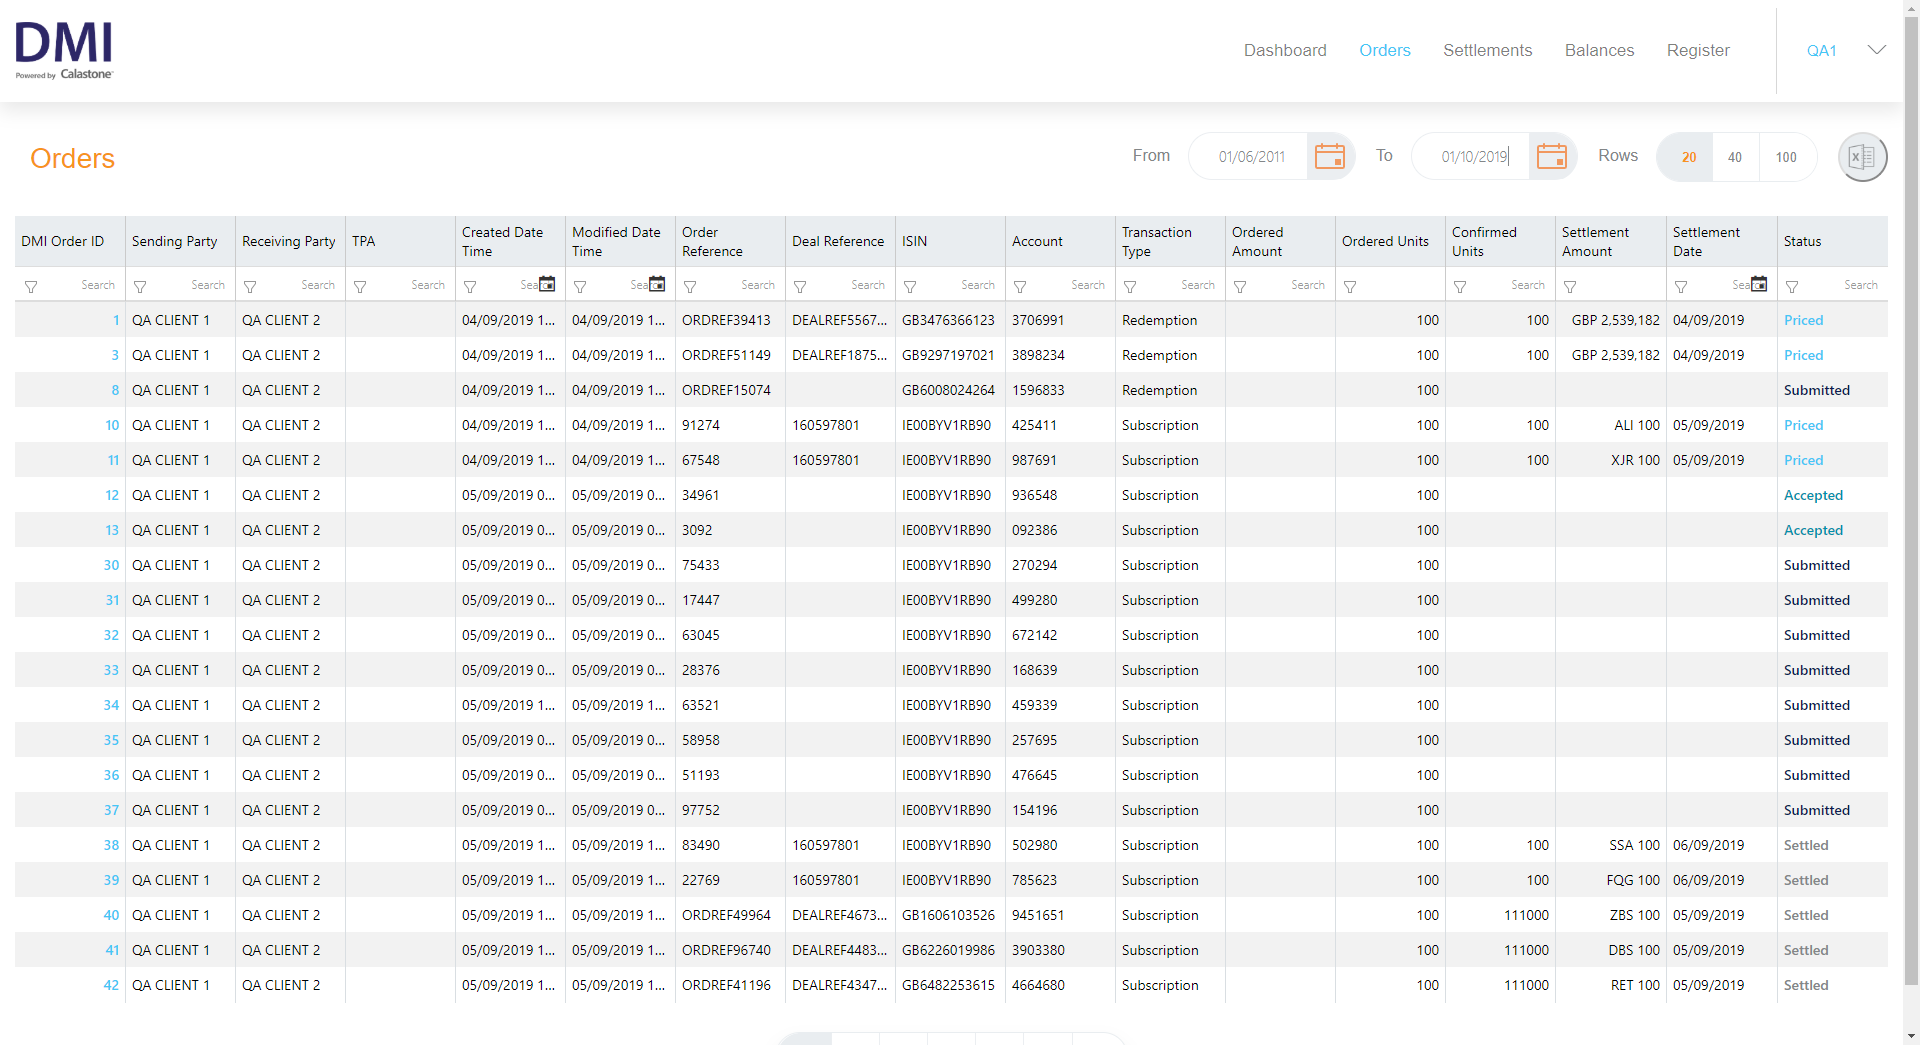 DMI
Powered by Calastone
Dashboard Orders Settlements Balances Register QA1
Orders
From 01/06/2011 To 01/10/2019 Rows 20 40 100
DMI Order ID Sending Party Receiving Party TPA Created Date Time Modified Date Time Order Reference Deal Reference ISIN Account Transaction Type Ordered Amount Ordered Units Confirmed Units Settlement Amount Settlement Date Status
Search Search Search Search Search Search Search Search Search Search Search Search Search Search Search
1 QA CLIENT 1 QA CLIENT 2 04/09/2019 1... 04/09/2019 1... ORDREF39413 DEALREF5567... GB3476366123 3706991 Redemption 100 100 GBP 2,539,182 04/09/2019 Priced
3 QA CLIENT 1 QA CLIENT 2 04/09/2019 1... 04/09/2019 1... ORDREF51149 DEALREF1875... GB9297197021 3898234 Redemption 100 100 GBP 2,539,182 04/09/2019 Priced
8 QA CLIENT 1 QA CLIENT 2 04/09/2019 1... 04/09/2019 1... ORDREF15074 GB6008024264 1596833 Redemption 100 Submitted
10 QA CLIENT 1 QA CLIENT 2 04/09/2019 1... 04/09/2019 1... 91274 160597801 IE00BYV1RB90 425411 Subscription 100 100 ALI 100 05/09/2019 Priced
11 QA CLIENT 1 QA CLIENT 2 04/09/2019 1... 04/09/2019 1... 67548 160597801 IE00BYV1RB90 987691 Subscription 100 100 XJR 100 05/09/2019 Priced
12 QA CLIENT 1 QA CLIENT 2 05/09/2019 0... 05/09/2019 0... 34961 IE00BYV1RB90 936548 Subscription 100 Accepted
13 QA CLIENT 1 QA CLIENT 2 05/09/2019 0... 05/09/2019 0... 3092 IE00BYV1RB90 092386 Subscription 100 Accepted
30 QA CLIENT 1 QA CLIENT 2 05/09/2019 0... 05/09/2019 0... 75433 IE00BYV1RB90 270294 Subscription 100 Submitted
31 QA CLIENT 1 QA CLIENT 2 05/09/2019 0... 05/09/2019 0... 17447 IE00BYV1RB90 499280 Subscription 100 Submitted
32 QA CLIENT 1 QA CLIENT 2 05/09/2019 0... 05/09/2019 0... 63045 IE00BYV1RB90 672142 Subscription 100 Submitted
33 QA CLIENT 1 QA CLIENT 2 05/09/2019 0... 05/09/2019 0... 28376 IE00BYV1RB90 168639 Subscription 100 Submitted
34 QA CLIENT 1 QA CLIENT 2 05/09/2019 1... 05/09/2019 1... 63521 IE00BYV1RB90 459339 Subscription 100 Submitted
35 QA CLIENT 1 QA CLIENT 2 05/09/2019 0... 05/09/2019 0... 58958 IE00BYV1RB90 257695 Subscription 100 Submitted
36 QA CLIENT 1 QA CLIENT 2 05/09/2019 0... 05/09/2019 0... 51193 IE00BYV1RB90 476645 Subscription 100 Submitted
37 QA CLIENT 1 QA CLIENT 2 05/09/2019 0... 05/09/2019 0... 97752 IE00BYV1RB90 154196 Subscription 100 Submitted
38 QA CLIENT 1 QA CLIENT 2 05/09/2019 1... 05/09/2019 1... 83490 160597801 IE00BYV1RB90 502980 Subscription 100 100 SSA 100 06/09/2019 Settled
39 QA CLIENT 1 QA CLIENT 2 05/09/2019 1... 05/09/2019 1... 22769 160597801 IE00BYV1RB90 785623 Subscription 100 100 FQG 100 06/09/2019 Settled
40 QA CLIENT 1 QA CLIENT 2 05/09/2019 1... 05/09/2019 1... ORDREF49964 DEALREF4673... GB1606103526 9451651 Subscription 100 111000 ZBS 100 05/09/2019 Settled
41 QA CLIENT 1 QA CLIENT 2 05/09/2019 1... 05/09/2019 1... ORDREF96740 DEALREF4483... GB6226019986 3903380 Subscription 100 111000 DBS 100 05/09/2019 Settled
42 QA CLIENT 1 QA CLIENT 2 05/09/2019 1... 05/09/2019 1... ORDREF41196 DEALREF4347... GB6482253615 4664680 Subscription 100 111000 RET 100 05/09/2019 Settled